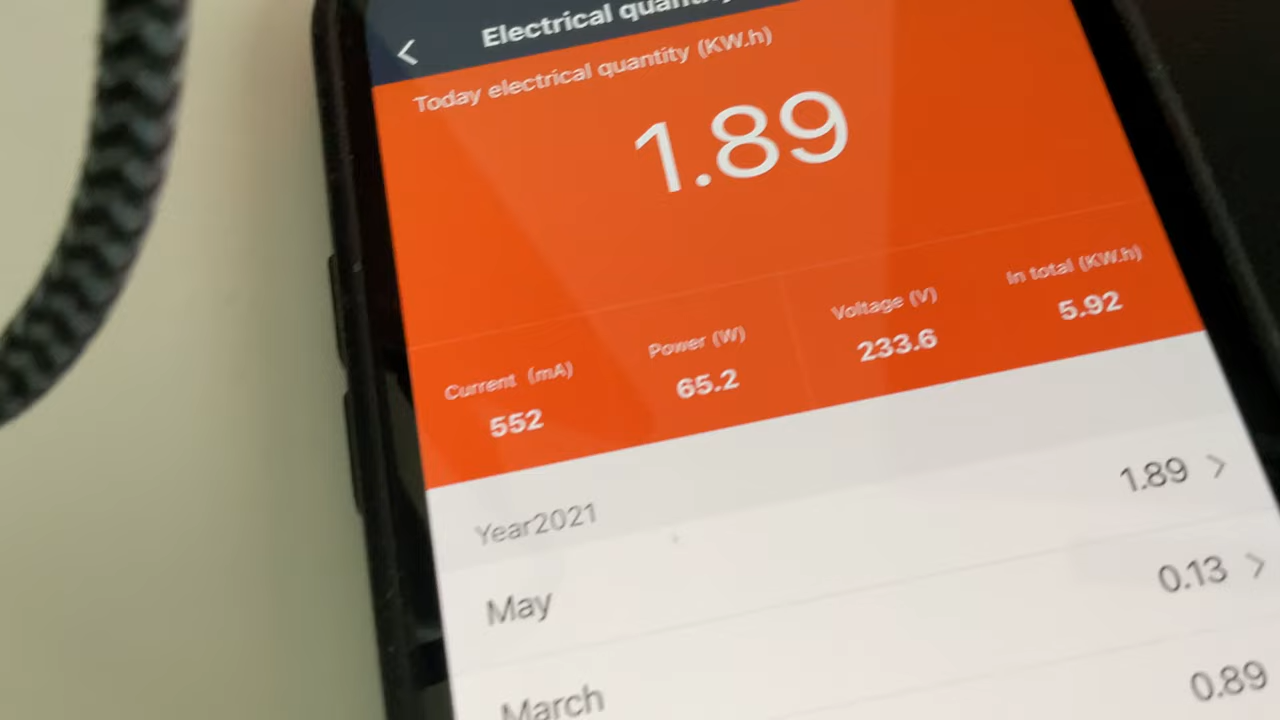 Electrical
Today electrical quantity (KW.h)
1.89
Current (mA) Power (W) Voltage (V) In total (KW.h)
552 65.2 233.6 5.92
Year2021
May 1.89
March 0.13
0.89